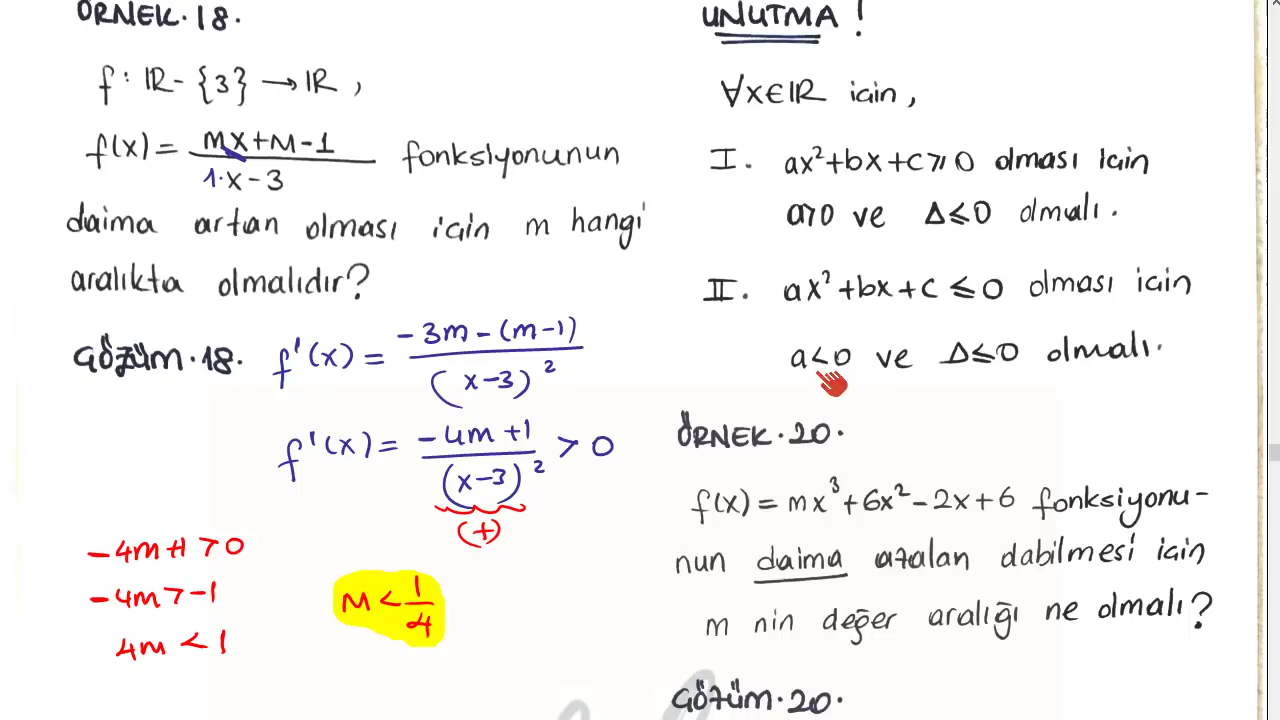 ÖRNEK.18.
f: IR - {3} → IR,
f(x) = mx+m-1 / 1.x-3 fonksiyonunun
daima artan olması için m hangi
aralıkta olmalıdır?
ÇÖZÜM.18. f'(x) = -3m-(m-1) / (x-3)²
f'(x) = -4m+1 / (x-3)² > 0
(+)
-4m+1 > 0
-4m > -1
4m < 1
m < 1/4
UNUTMA !
∀x∈IR için,
I. ax²+bx+c ⩾ 0 olması için
a>0 ve Δ⩽0 olmalı.
II. ax²+bx+c ⩽ 0 olması için
a<0 ve Δ⩽0 olmalı.
ÖRNEK.20.
f(x) = mx³+6x²-2x+6 fonksiyonu-
nun daima azalan olabilmesi için
m nin değer aralığı ne olmalı?
ÇÖZÜM.20.